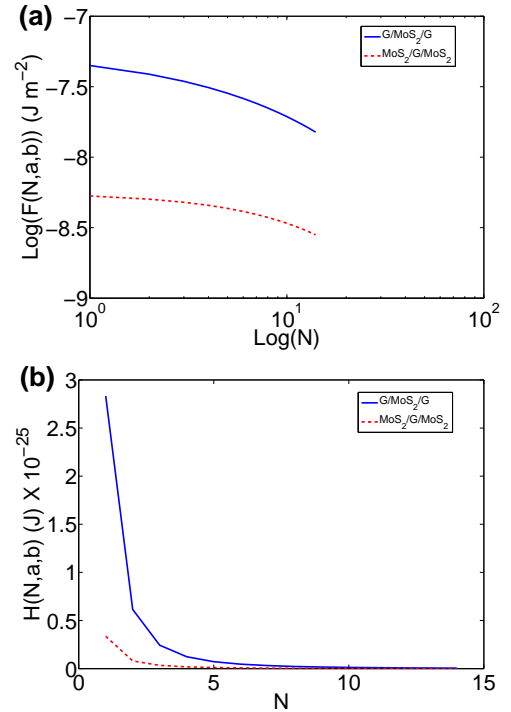 (a)
Log(F(N,a,b)) (J m⁻²)
-7
-7.5
-8
-8.5
-9
G/MoS₂/G
MoS₂/G/MoS₂
10⁰ 10¹ 10²
Log(N)
(b)
H(N,a,b) (J) X 10⁻²⁵
3
2.5
2
1.5
1
0.5
0
G/MoS₂/G
MoS₂/G/MoS₂
0 5 10 15
N